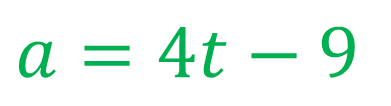 a = 4t − 9